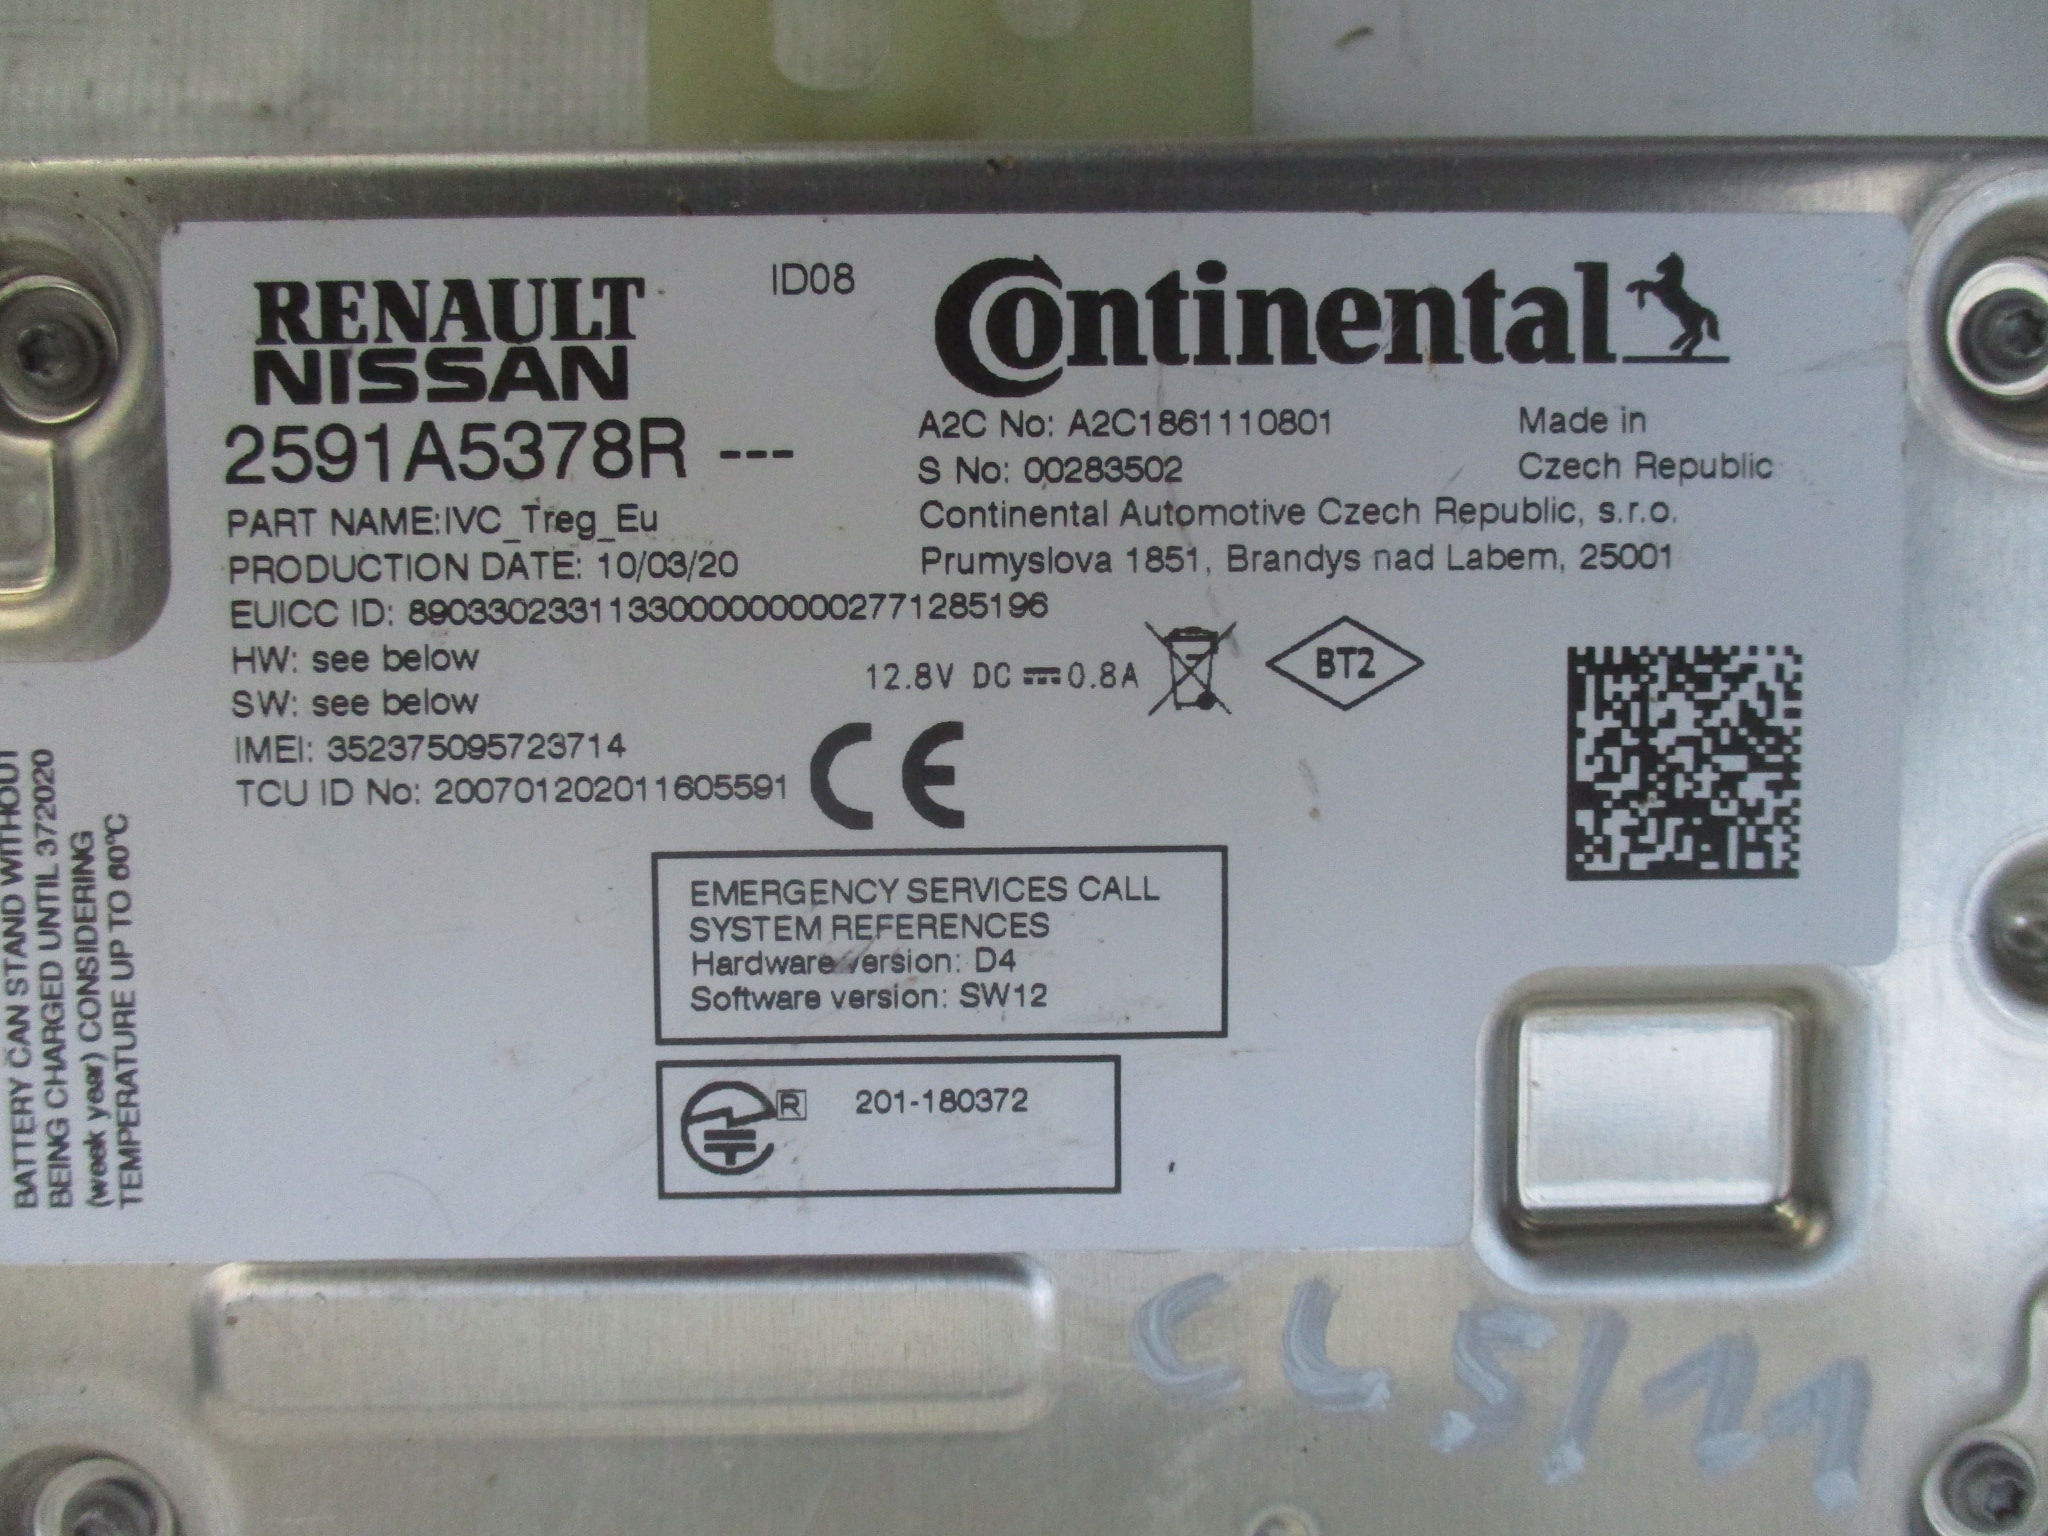 RENAULT
NISSAN
ID08
Continental
2591A5378R ---
PART NAME:IVC_Treg_Eu
PRODUCTION DATE: 10/03/20
EUICC ID: 89033023311330000000002771285196
HW: see below
SW: see below
IMEI: 352375095723714
TCU ID No: 200701202011605591
A2C No: A2C1861110801
S No: 00283502
Made in
Czech Republic
Continental Automotive Czech Republic, s.r.o.
Prumyslova 1851, Brandys nad Labem, 25001
12.8V DC 0.8A
BT2
CE
EMERGENCY SERVICES CALL
SYSTEM REFERENCES
Hardware version: D4
Software version: SW12
R
201-180372
BATTERY CAN STAND WITHOUT
BEING CHARGED UNTIL 372020
(week year) CONSIDERING
TEMPERATURE UP TO 60°C
CL 5/11